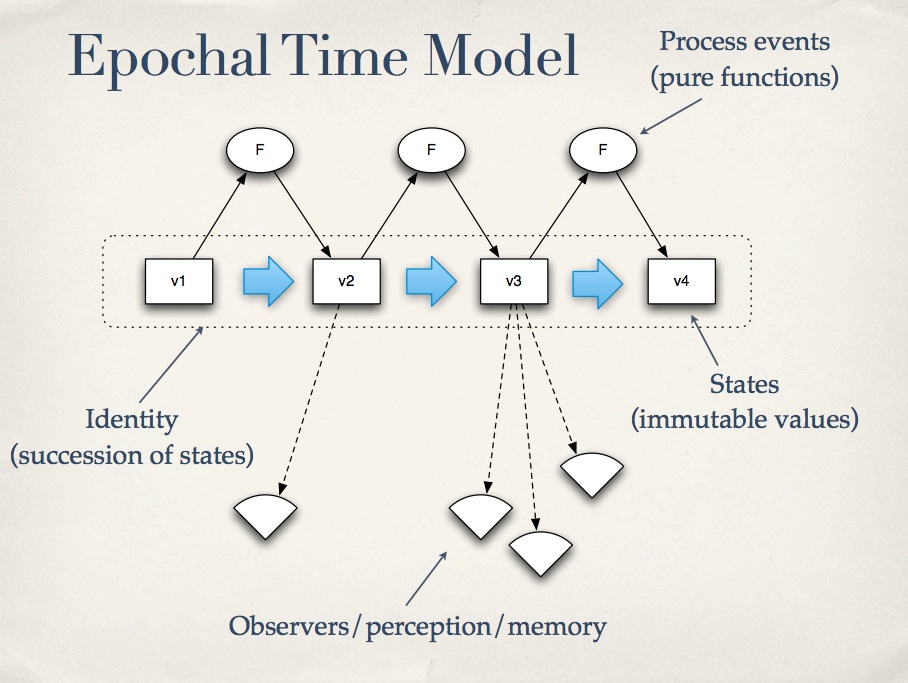 Epochal Time Model
Process events
(pure functions)
F
F
F
v1
v2
v3
v4
Identity
(succession of states)
States
(immutable values)
Observers/perception/memory